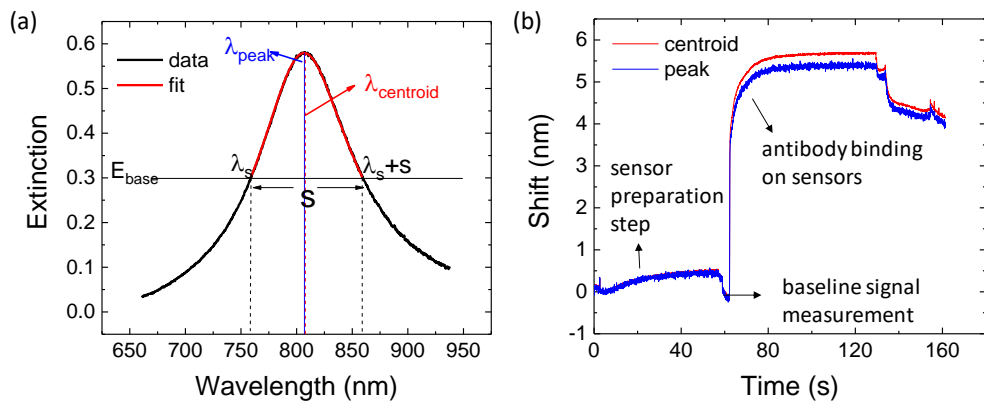 (a)
0.6
0.5
0.4
0.3
0.2
0.1
0.0
Extinction
data
fit
λpeak
λcentroid
Ebase
λs
λs+s
S
650
700
750
800
850
900
950
Wavelength (nm)
(b)
6
5
4
3
2
1
0
-1
Shift (nm)
centroid
peak
antibody binding
on sensors
sensor
preparation
step
baseline signal
measurement
0
40
80
120
160
Time (s)